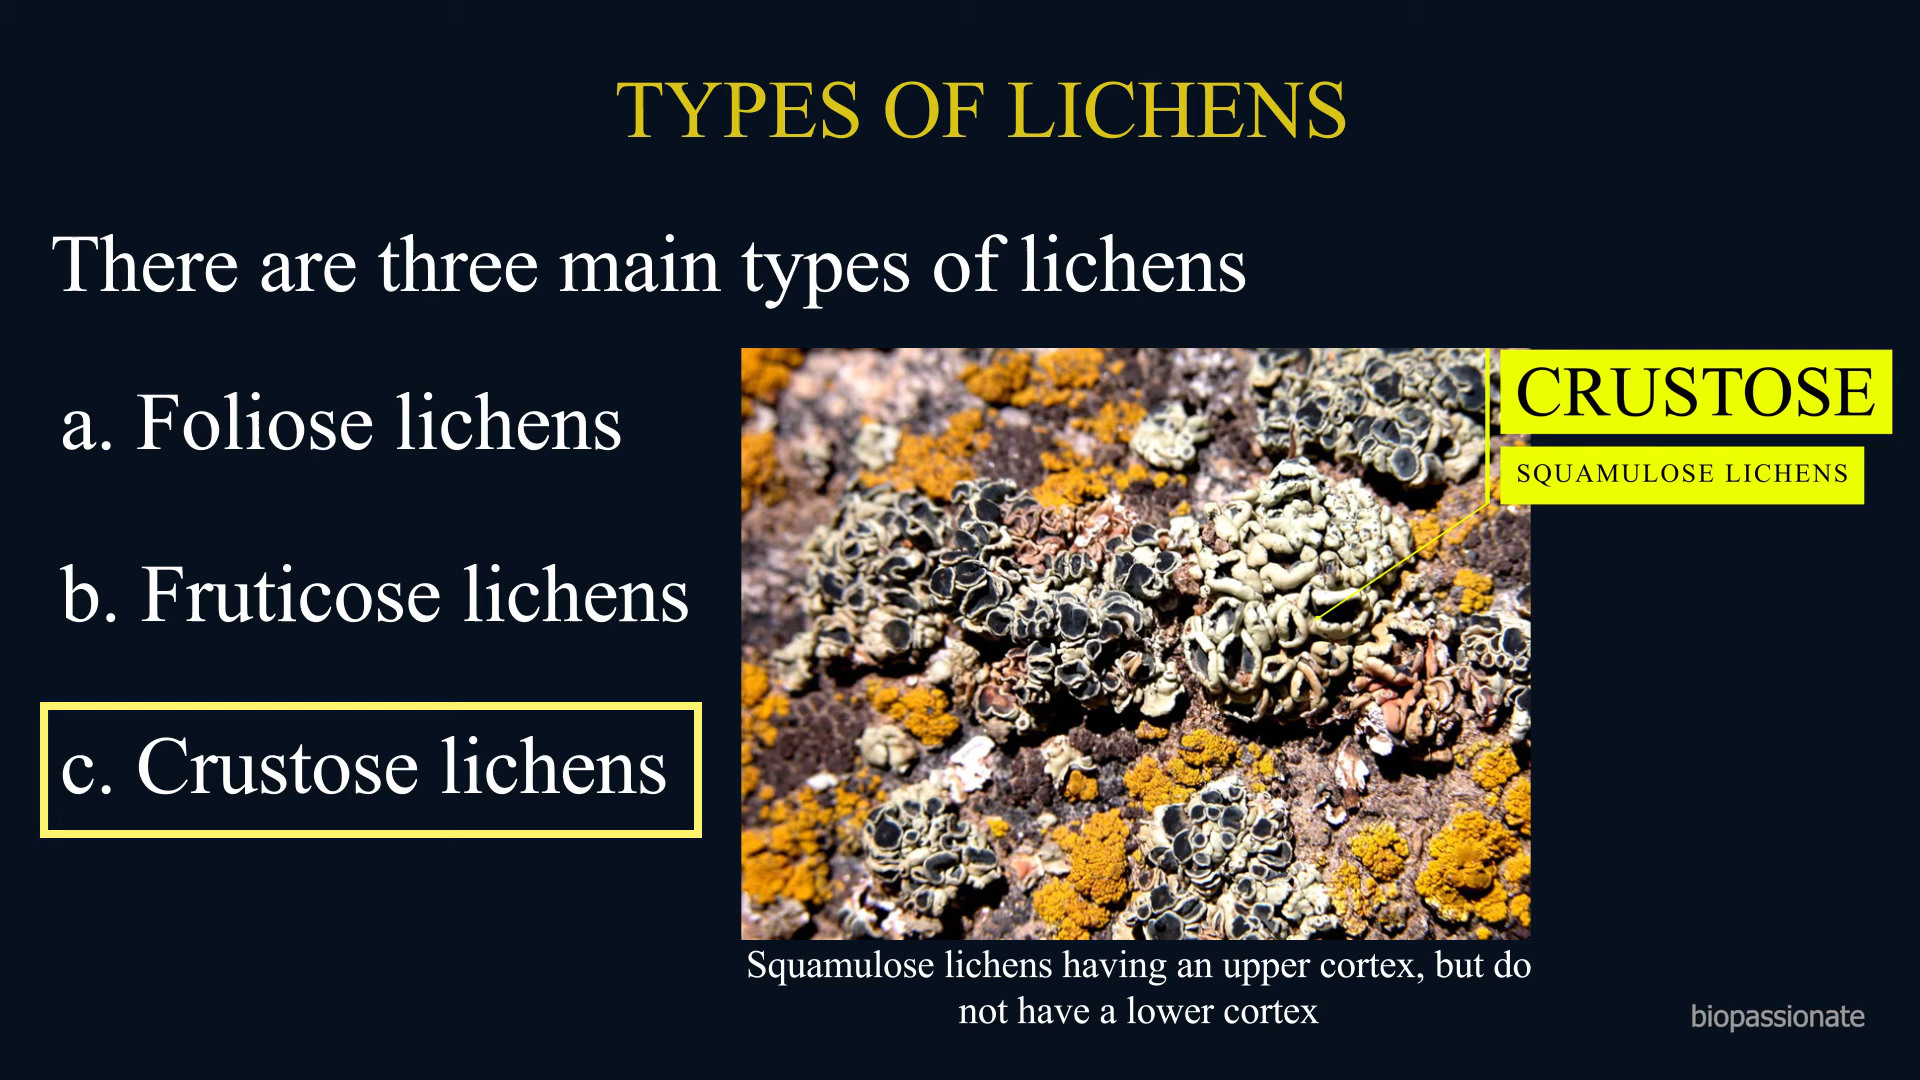 TYPES OF LICHENS
There are three main types of lichens
a. Foliose lichens
b. Fruticose lichens
c. Crustose lichens
CRUSTOSE
SQUAMULOSE LICHENS
Squamulose lichens having an upper cortex, but do
not have a lower cortex
biopassionate